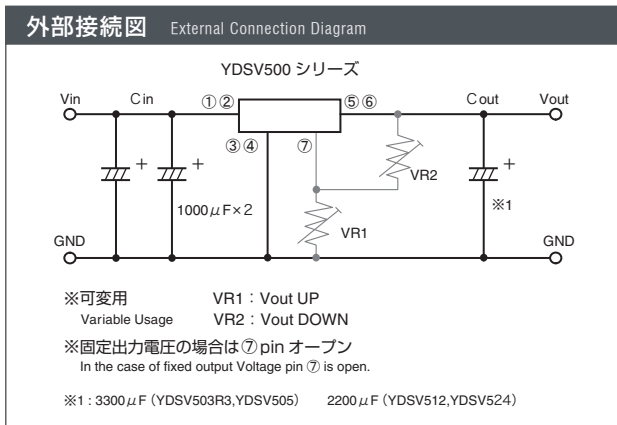 外部接続図 External Connection Diagram
YDSV500 シリーズ
Vin Cin ①② ⑤⑥ Cout Vout
③④ ⑦
+ + VR2 +
1000μF×2 ※1
VR1
GND GND
※可変用 VR1：Vout UP
Variable Usage VR2：Vout DOWN
※固定出力電圧の場合は⑦pin オープン
In the case of fixed output Voltage pin ⑦ is open.
※1 : 3300μF（YDSV503R3,YDSV505） 2200μF（YDSV512,YDSV524）